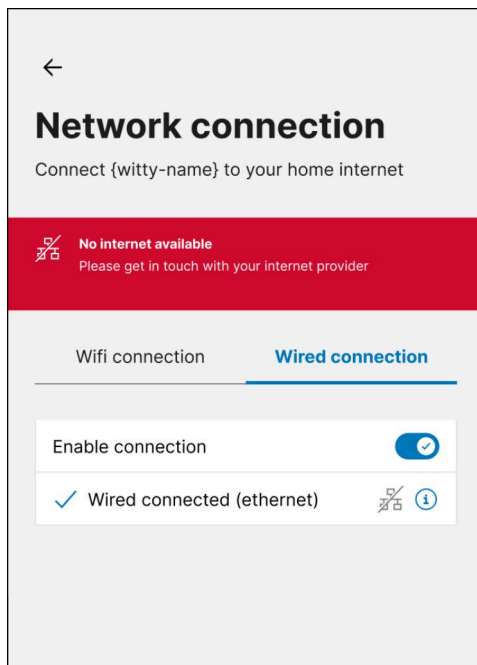 Network connection
Connect {witty-name} to your home internet
No internet available
Please get in touch with your internet provider
Wifi connection
Wired connection
Enable connection
Wired connected (ethernet)